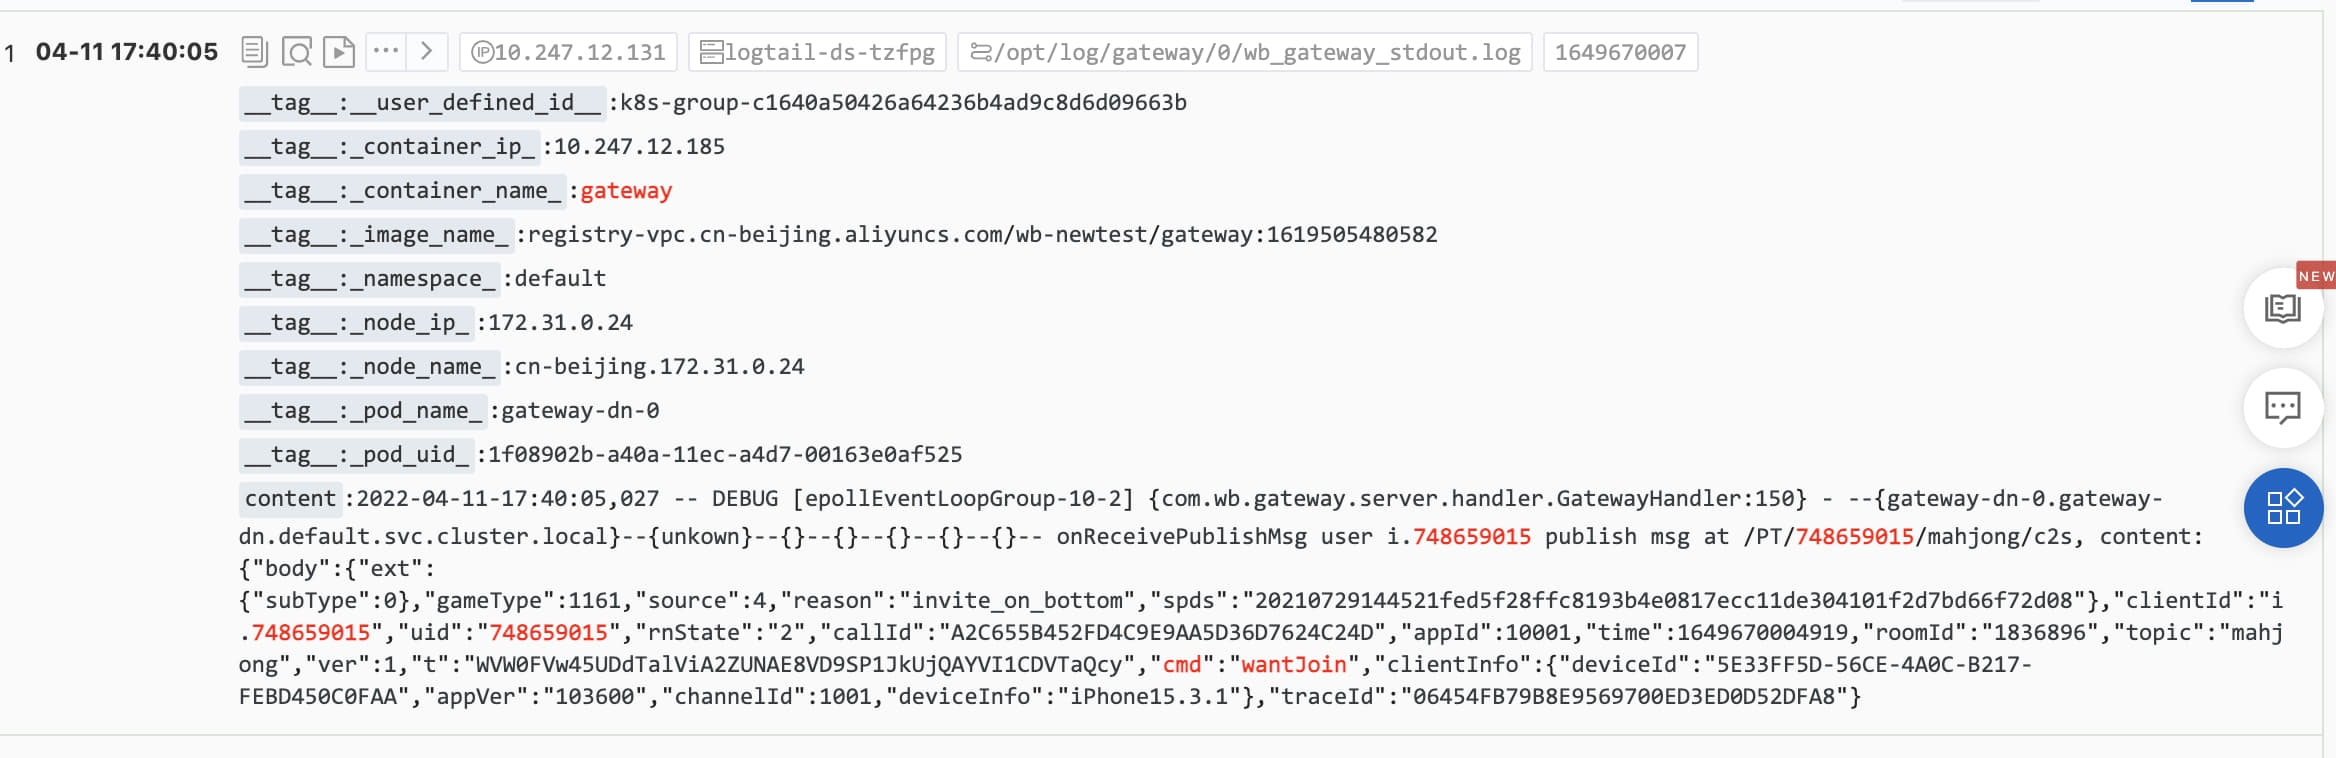 1 04-11 17:40:05 ··· > IP 10.247.12.131 logtail-ds-tzfpg /opt/log/gateway/0/wb_gateway_stdout.log 1649670007
__tag__:__user_defined_id__ :k8s-group-c1640a50426a64236b4ad9c8d6d09663b
__tag__:_container_ip_ :10.247.12.185
__tag__:_container_name_ :gateway
__tag__:_image_name_ :registry-vpc.cn-beijing.aliyuncs.com/wb-newtest/gateway:1619505480582
__tag__:_namespace_ :default
NEW
__tag__:_node_ip_ :172.31.0.24
__tag__:_node_name_ :cn-beijing.172.31.0.24
__tag__:_pod_name_ :gateway-dn-0
__tag__:_pod_uid_ :1f08902b-a40a-11ec-a4d7-00163e0af525
content :2022-04-11-17:40:05,027 -- DEBUG [epollEventLoopGroup-10-2] {com.wb.gateway.server.handler.GatewayHandler:150} - --{gateway-dn-0.gateway-
dn.default.svc.cluster.local}--{unkown}--{}--{}--{}--{}--{}-- onReceivePublishMsg user i.748659015 publish msg at /PT/748659015/mahjong/c2s, content:
{"body":{"ext":
{"subType":0},"gameType":1161,"source":4,"reason":"invite_on_bottom","spds":"20210729144521fed5f28ffc8193b4e0817ecc11de304101f2d7bd66f72d08"},"clientId":"i
.748659015","uid":"748659015","rnState":"2","callId":"A2C655B452FD4C9E9AA5D36D7624C24D","appId":10001,"time":1649670004919,"roomId":"1836896","topic":"mahj
ong","ver":1,"t":"WVW0FVw45UDdTalViA2ZUNAE8VD9SP1JkUjQAYVI1CDVTaQcy","cmd":"wantJoin","clientInfo":{"deviceId":"5E33FF5D-56CE-4A0C-B217-
FEBD450C0FAA","appVer":"103600","channelId":1001,"deviceInfo":"iPhone15.3.1"},"traceId":"06454FB79B8E9569700ED3ED0D52DFA8"}